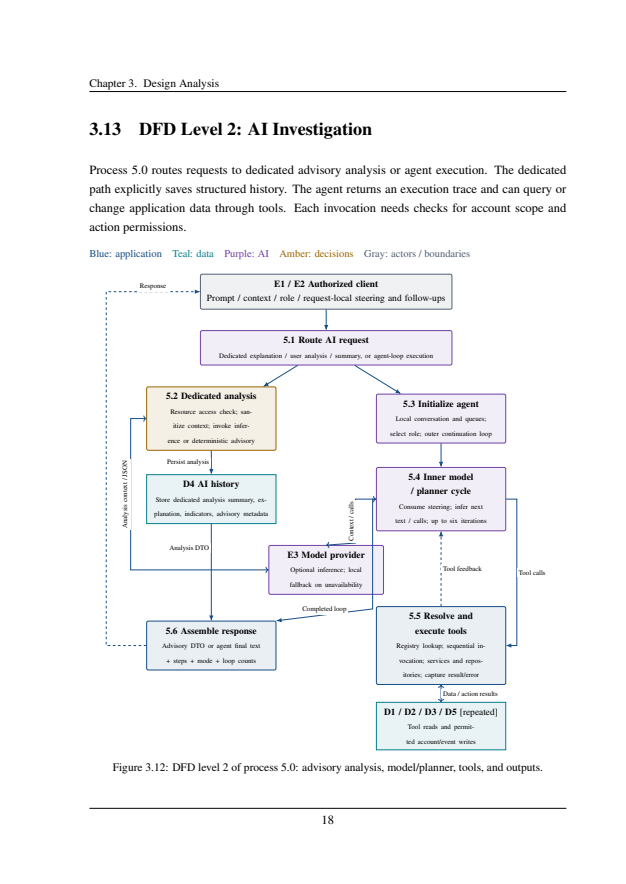 Chapter 3. Design Analysis
3.13 DFD Level 2: AI Investigation
Process 5.0 routes requests to dedicated advisory analysis or agent execution. The dedicated
path explicitly saves structured history. The agent returns an execution trace and can query or
change application data through tools. Each invocation needs checks for account scope and
action permissions.
Blue: application Teal: data Purple: AI Amber: decisions Gray: actors / boundaries
Response
E1 / E2 Authorized client
Prompt / context / role / request-local steering and follow-ups
5.1 Route AI request
Dedicated explanation / user analysis / summary, or agent-loop execution
5.2 Dedicated analysis
Resource access check; san-
itize context; invoke infer-
ence or deterministic advisory
5.3 Initialize agent
Local conversation and queues;
select role; outer continuation loop
Persist analysis
D4 AI history
Store dedicated analysis summary, ex-
planation, indicators, advisory metadata
5.4 Inner model
/ planner cycle
Consume steering; infer next
text / calls; up to six iterations
Analysis context / JSON
Context / calls
Analysis DTO
E3 Model provider
Optional inference; local
fallback on unavailability
Tool feedback
Tool calls
Completed loop
5.6 Assemble response
Advisory DTO or agent final text
+ steps + mode + loop counts
5.5 Resolve and
execute tools
Registry lookup; sequential in-
vocation; services and repos-
itories; capture result/error
Data / action results
D1 / D2 / D3 / D5 [repeated]
Tool reads and permit-
ted account/event writes
Figure 3.12: DFD level 2 of process 5.0: advisory analysis, model/planner, tools, and outputs.
18